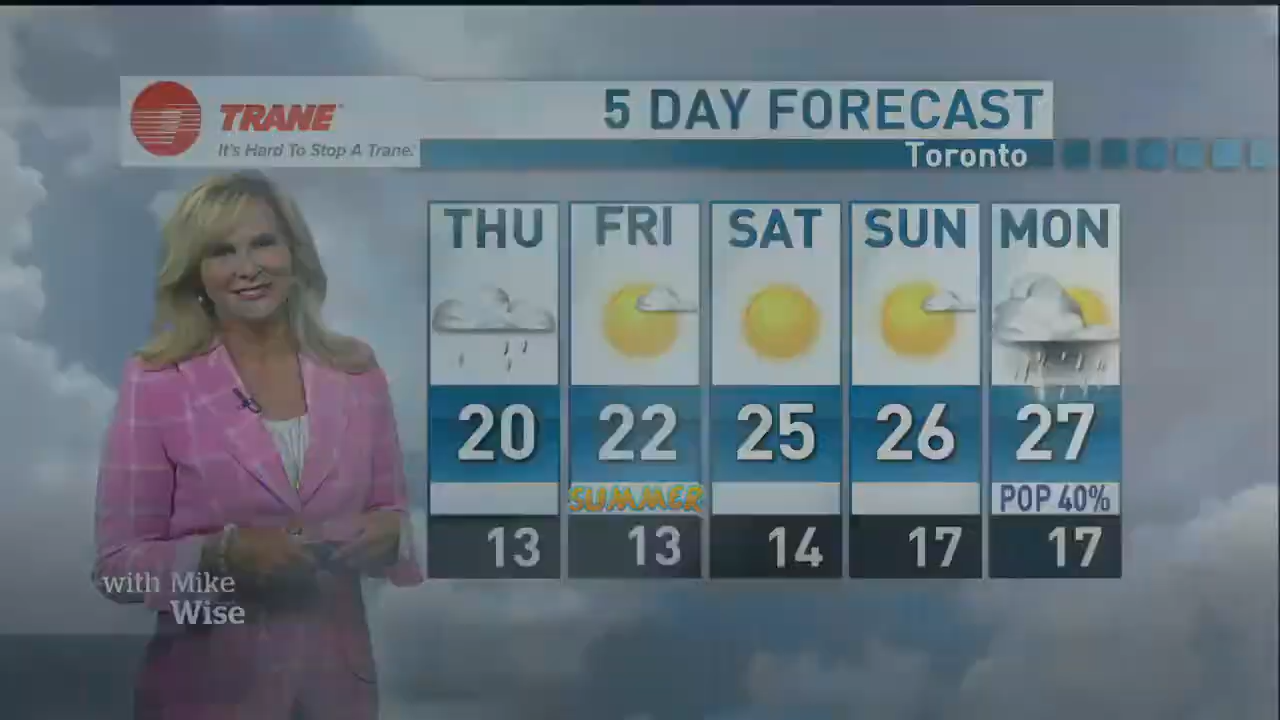 TRANE
It's Hard To Stop A Trane.
5 DAY FORECAST
Toronto
THU FRI SAT SUN MON
20 22 25 26 27
SUMMER POP 40%
13 13 14 17 17
with Mike
Wise